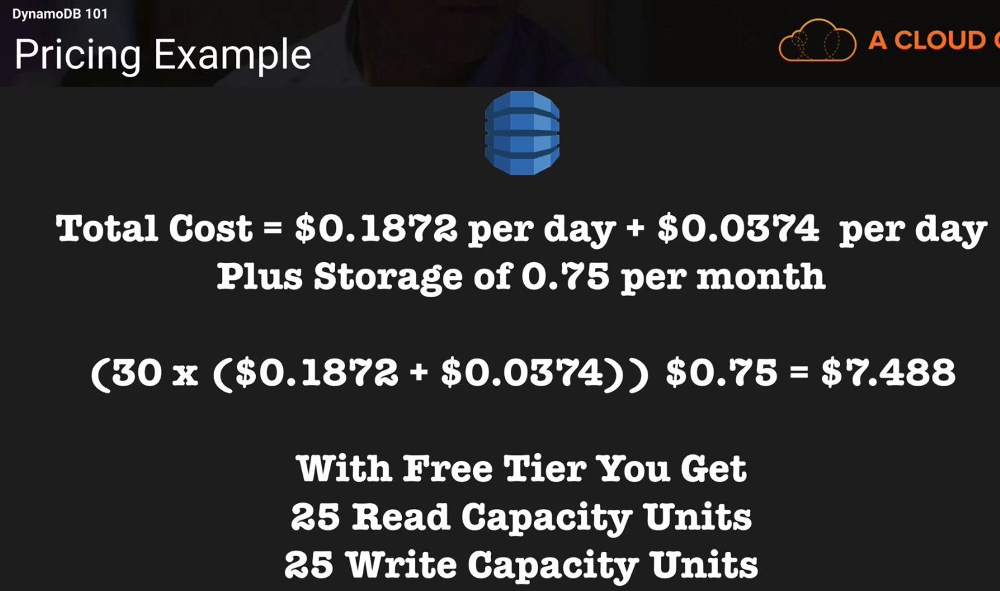 DynamoDB 101
Pricing Example
A CLOUD
Total Cost = $0.1872 per day + $0.0374 per day
Plus Storage of 0.75 per month
(30 x ($0.1872 + $0.0374)) $0.75 = $7.488
With Free Tier You Get
25 Read Capacity Units
25 Write Capacity Units